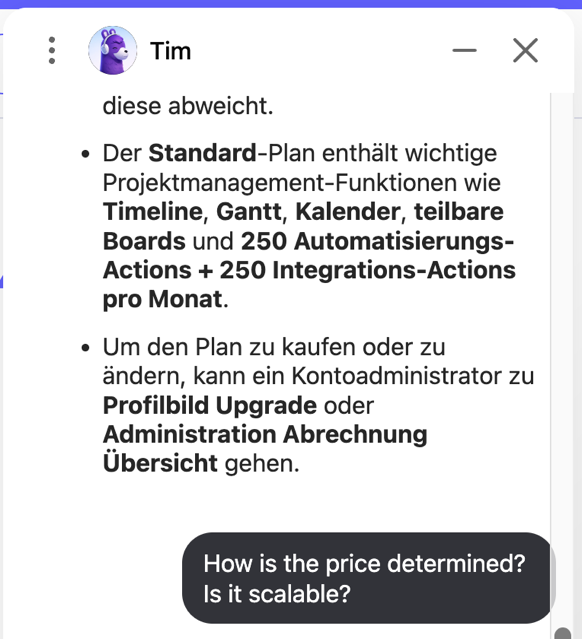 Tim
diese abweicht.
• Der Standard-Plan enthält wichtige
Projektmanagement-Funktionen wie
Timeline, Gantt, Kalender, teilbare
Boards und 250 Automatisierungs-
Actions + 250 Integrations-Actions
pro Monat.
• Um den Plan zu kaufen oder zu
ändern, kann ein Kontoadministrator zu
Profilbild Upgrade oder
Administration Abrechnung
Übersicht gehen.
How is the price determined?
Is it scalable?